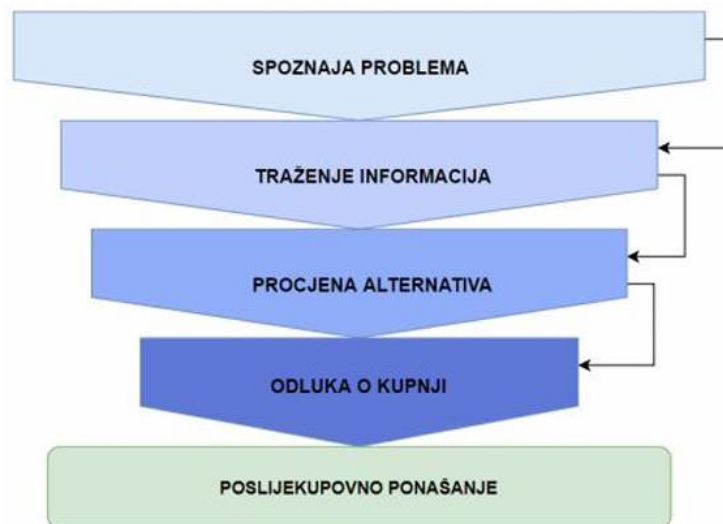 SPOZNAJA PROBLEMA
TRAŽENJE INFORMACIJA
PROCJENA ALTERNATIVA
ODLUKA O KUPNJI
POSLIJEKUPOVNO PONAŠANJE